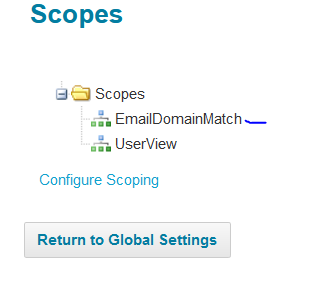 Scopes
Scopes
EmailDomainMatch
UserView
Configure Scoping
Return to Global Settings